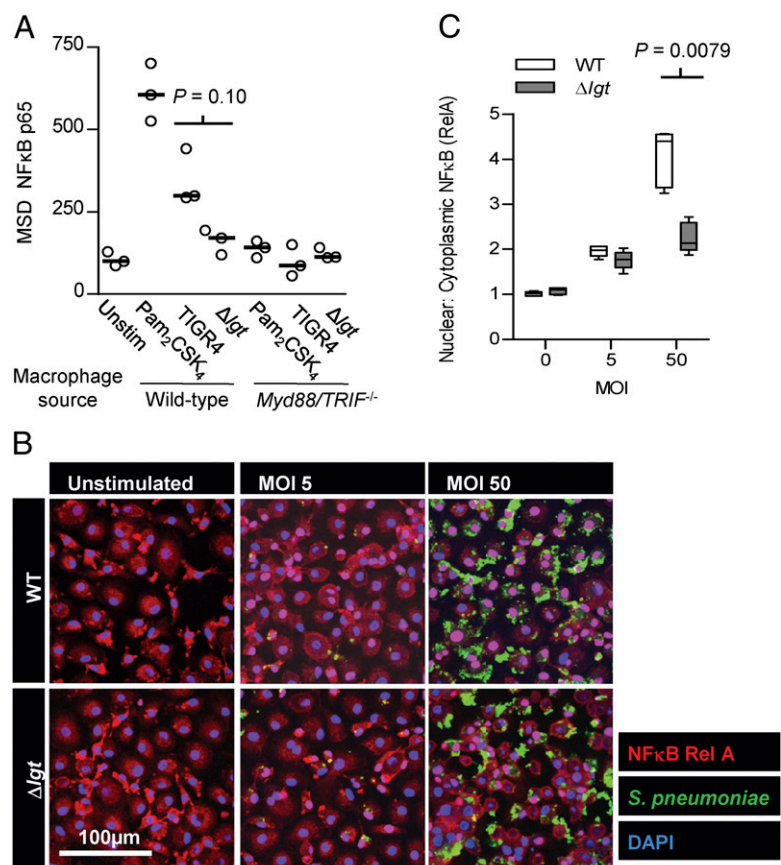 A
MSD NFκB p65
750
500
250
0
P = 0.10
Unstim
Pam₂CSK₄
TIGR4
Δlgt
Pam₂CSK₄
TIGR4
Δlgt
Macrophage source
Wild-type
Myd88/TRIF-/-
C
WT
Δlgt
P = 0.0079
Nuclear: Cytoplasmic NFκB (RelA)
5
4
3
2
1
0
0 5 50
MOI
B
Unstimulated
MOI 5
MOI 50
WT
Δlgt
100μm
NFκB Rel A
S. pneumoniae
DAPI